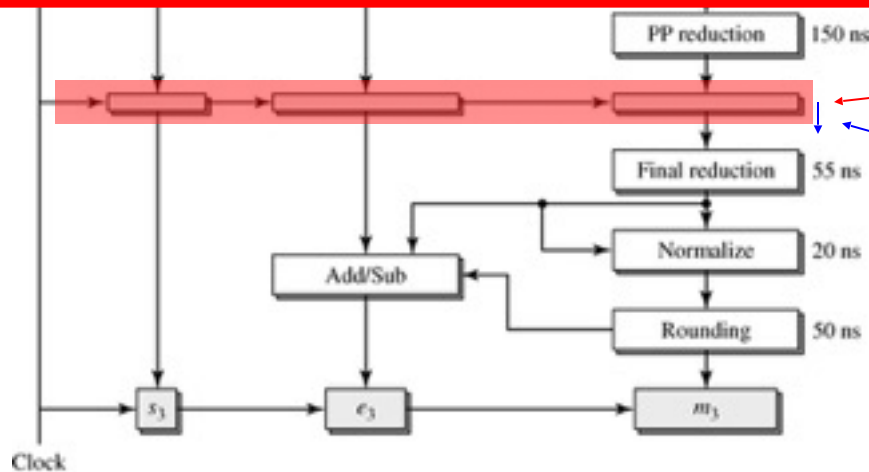 PP reduction 150 ns
Final reduction 55 ns
Normalize 20 ns
Add/Sub
Rounding 50 ns
s3 e3 m3
Clock